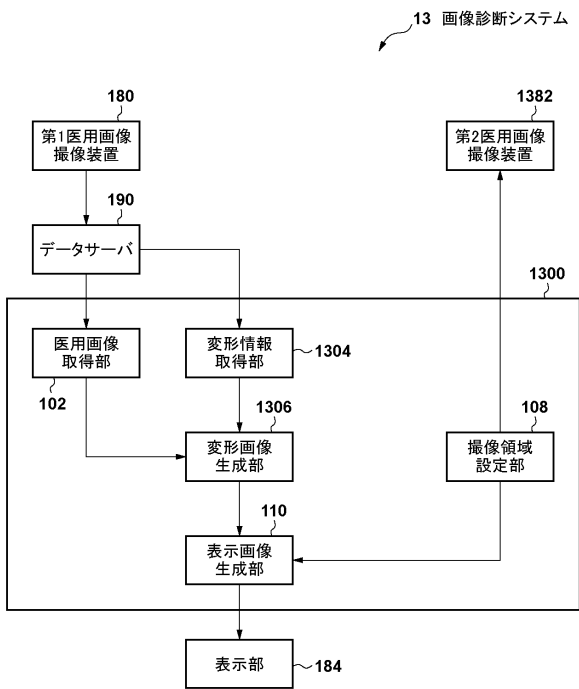 13 画像診断システム
180
1382
第1医用画像
撮像装置
第2医用画像
撮像装置
190
データサーバ
1300
医用画像
取得部
変形情報
取得部
1304
102
1306
108
変形画像
生成部
撮像領域
設定部
110
表示画像
生成部
表示部
184